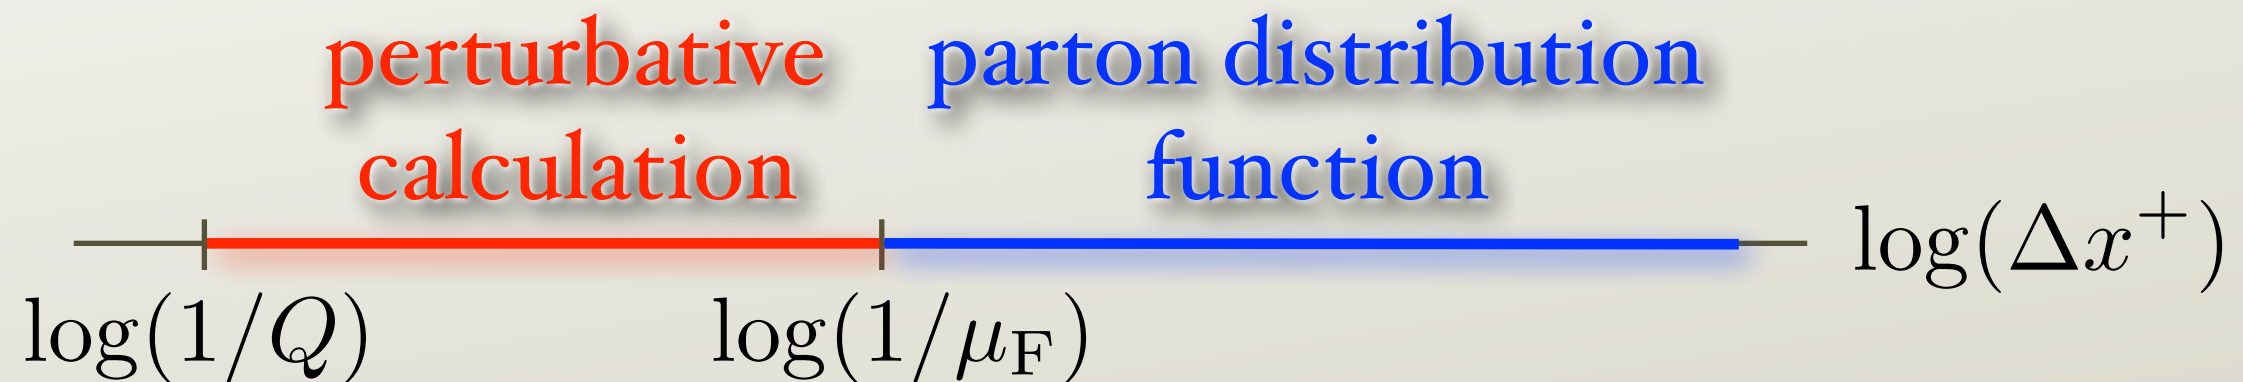 perturbative parton distribution
calculation function
log(Δx⁺)
log(1/Q) log(1/μ_F)